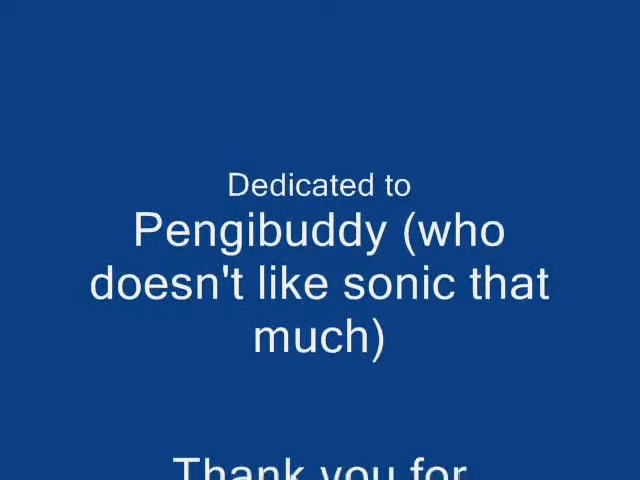 Dedicated to
Pengibuddy (who
doesn't like sonic that
much)
Thank you for